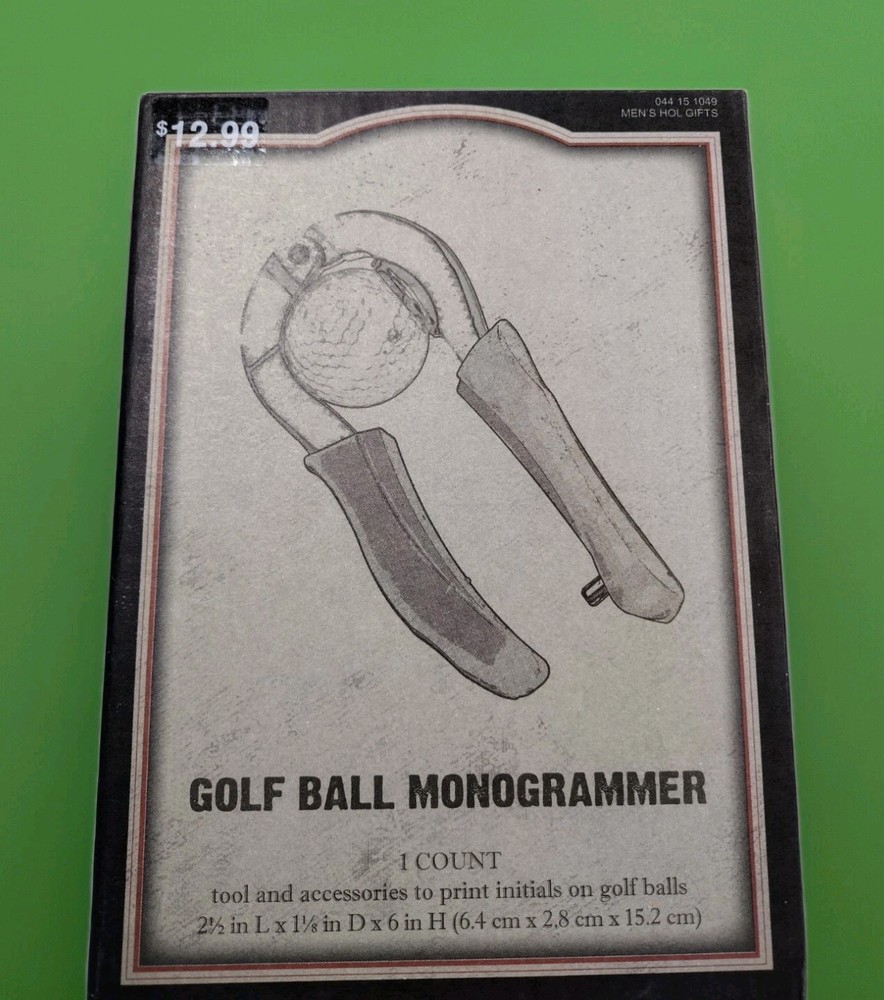 $12.99
044 15 1049
MEN'S HOL GIFTS
GOLF BALL MONOGRAMMER
1 COUNT
tool and accessories to print initials on golf balls
2½ in L x 1⅛ in D x 6 in H (6.4 cm x 2,8 cm x 15.2 cm)